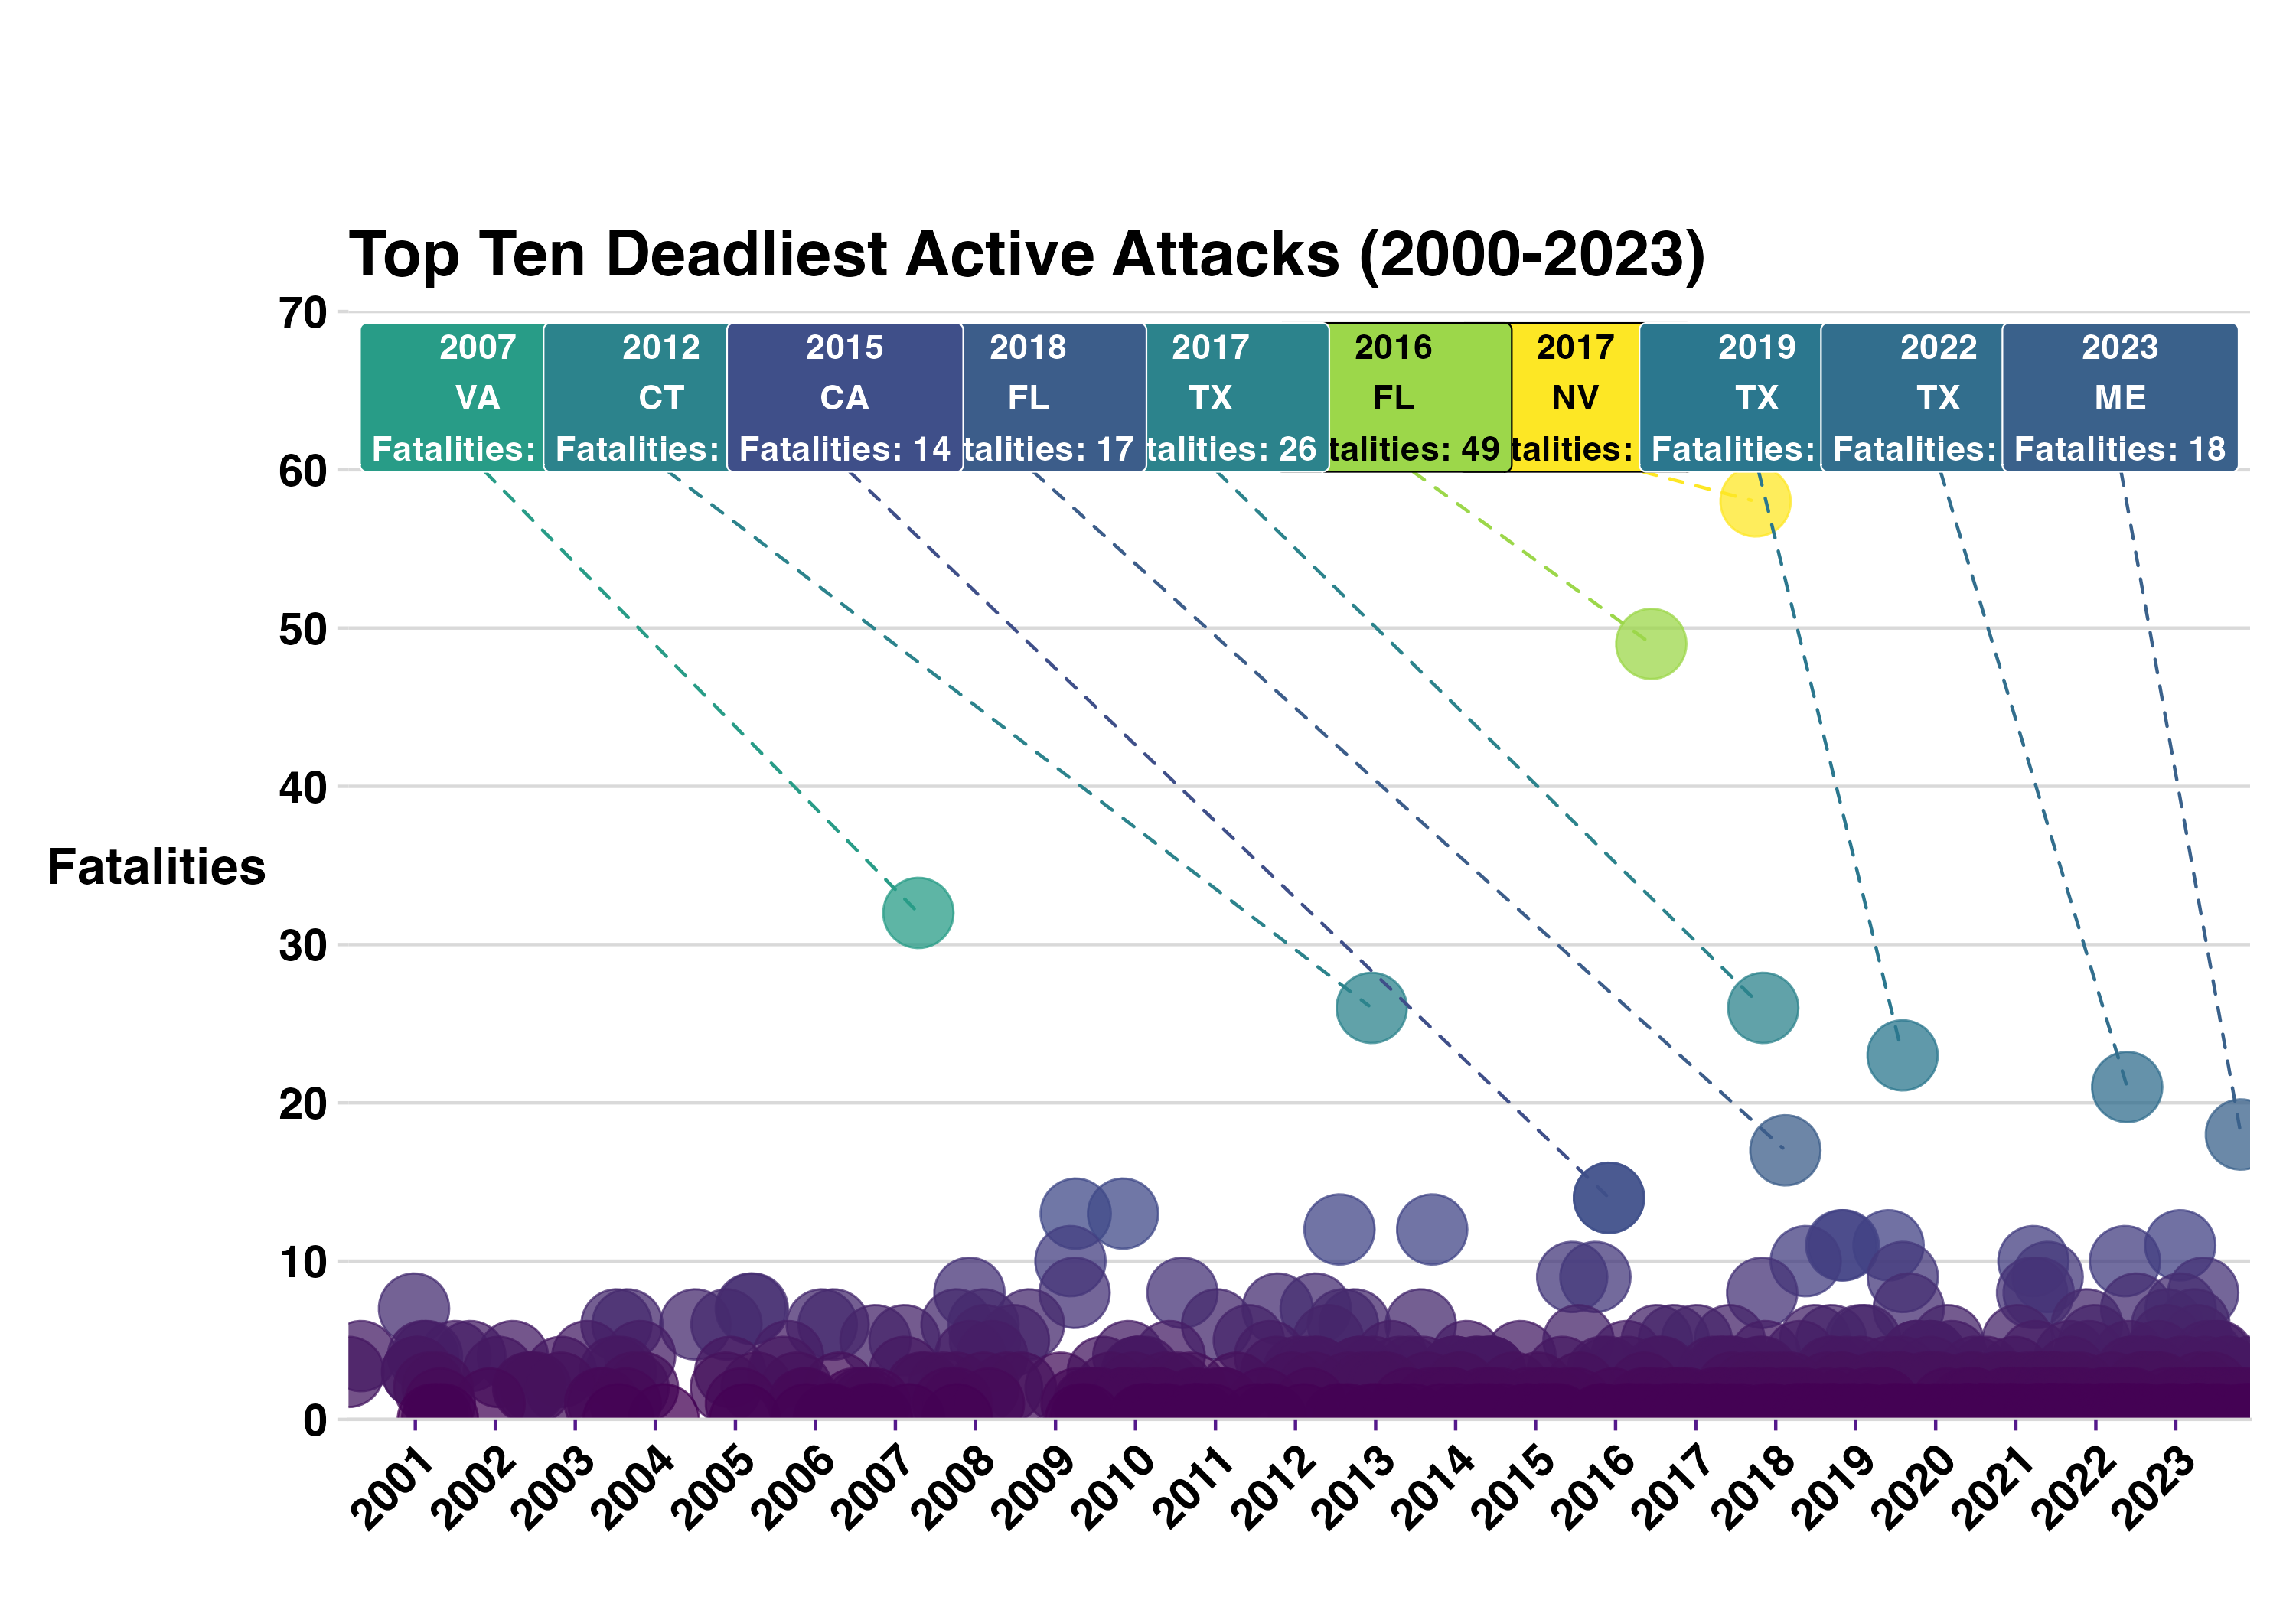 Top Ten Deadliest Active Attacks (2000-2023)
70
60
50
40
30
20
10
0
Fatalities
2007
VA
Fatalities:
2012
CT
Fatalities:
2015
CA
Fatalities: 14
2018
FL
talities: 17
2017
TX
talities: 26
2016
FL
talities: 49
2017
NV
talities:
2019
TX
Fatalities:
2022
TX
Fatalities:
2023
ME
Fatalities: 18
2001
2002
2003
2004
2005
2006
2007
2008
2009
2010
2011
2012
2013
2014
2015
2016
2017
2018
2019
2020
2021
2022
2023